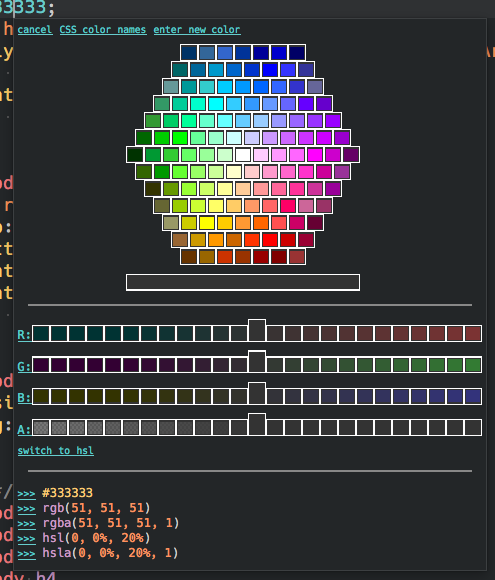 33333;
cancel CSS color names enter new color
R:
G:
B:
A:
switch to hsl
>>> #333333
>>> rgb(51, 51, 51)
>>> rgba(51, 51, 51, 1)
>>> hsl(0, 0%, 20%)
>>> hsla(0, 0%, 20%, 1)